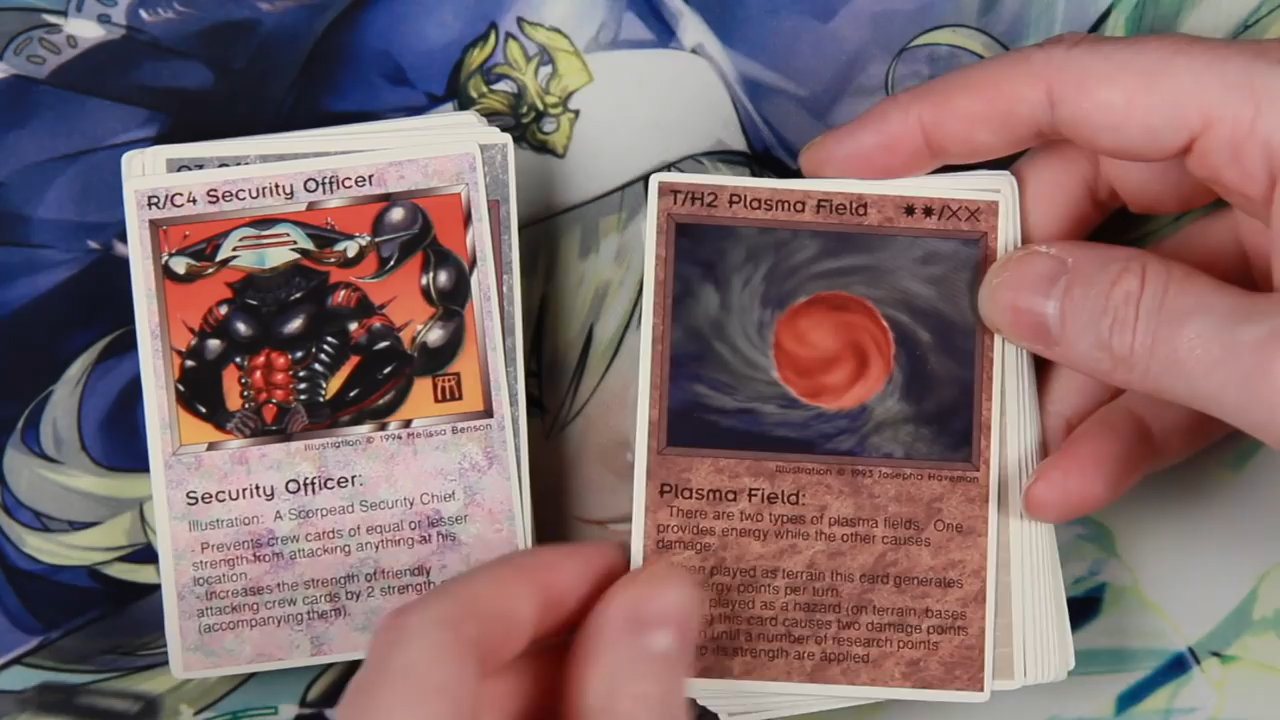 R/C4 Security Officer
Illustration © 1994 Melissa Benson
Security Officer:
Illustration: A Scorpead Security Chief.
- Prevents crew cards of equal or lesser
strength from attacking anything at his
location.
- Increases the strength of friendly
attacking crew cards by 2 strength
(accompanying them).
T/H2 Plasma Field
✷✷/XX
Illustration © 1993 Josepha Haveman
Plasma Field:
There are two types of plasma fields. One
provides energy while the other causes
damage:
played as terrain this card generates
points per turn.
played as a hazard (on terrain, bases
this card causes two damage points
until a number of research points
its strength are applied.